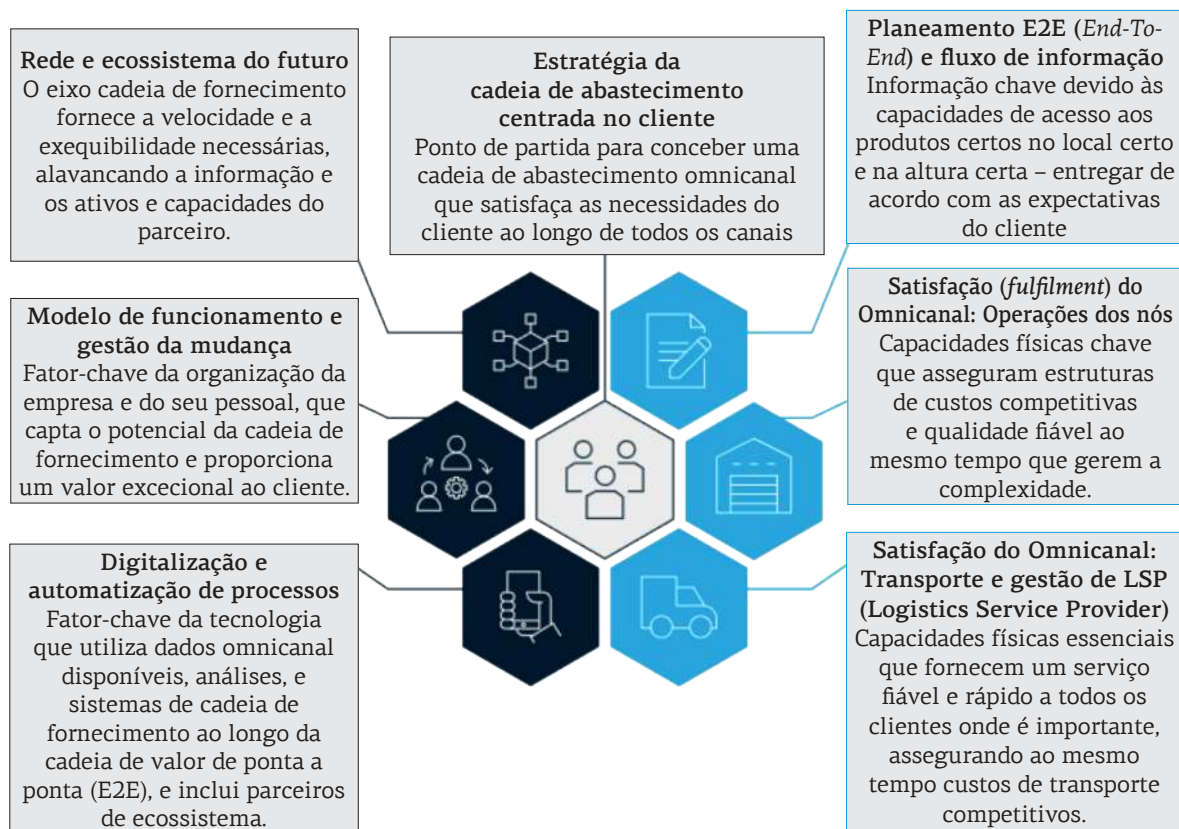 Rede e ecossistema do futuro
O eixo cadeia de fornecimento
fornece a velocidade e a
exequibilidade necessárias,
alavancando a informação e
os ativos e capacidades do
parceiro.
Estratégia da
cadeia de abastecimento
centrada no cliente
Ponto de partida para conceber uma
cadeia de abastecimento omnicanal
que satisfaça as necessidades do
cliente ao longo de todos os canais
Planeamento E2E (End-To-
End) e fluxo de informação
Informação chave devido às
capacidades de acesso aos
produtos certos no local certo
e na altura certa – entregar de
acordo com as expectativas
do cliente
Modelo de funcionamento e
gestão da mudança
Fator-chave da organização da
empresa e do seu pessoal, que
capta o potencial da cadeia de
fornecimento e proporciona
um valor excecional ao cliente.
Satisfação (fulfilment) do
Omnicanal: Operações dos nós
Capacidades físicas chave
que asseguram estruturas
de custos competitivas
e qualidade fiável ao
mesmo tempo que gerem a
complexidade.
Digitalização e
automatização de processos
Fator-chave da tecnologia
que utiliza dados omnicanal
disponíveis, análises, e
sistemas de cadeia de
fornecimento ao longo da
cadeia de valor de ponta a
ponta (E2E), e inclui parceiros
de ecossistema.
Satisfação do Omnicanal:
Transporte e gestão de LSP
(Logistics Service Provider)
Capacidades físicas essenciais
que fornecem um serviço
fiável e rápido a todos os
clientes onde é importante,
assegurando ao mesmo
tempo custos de transporte
competitivos.